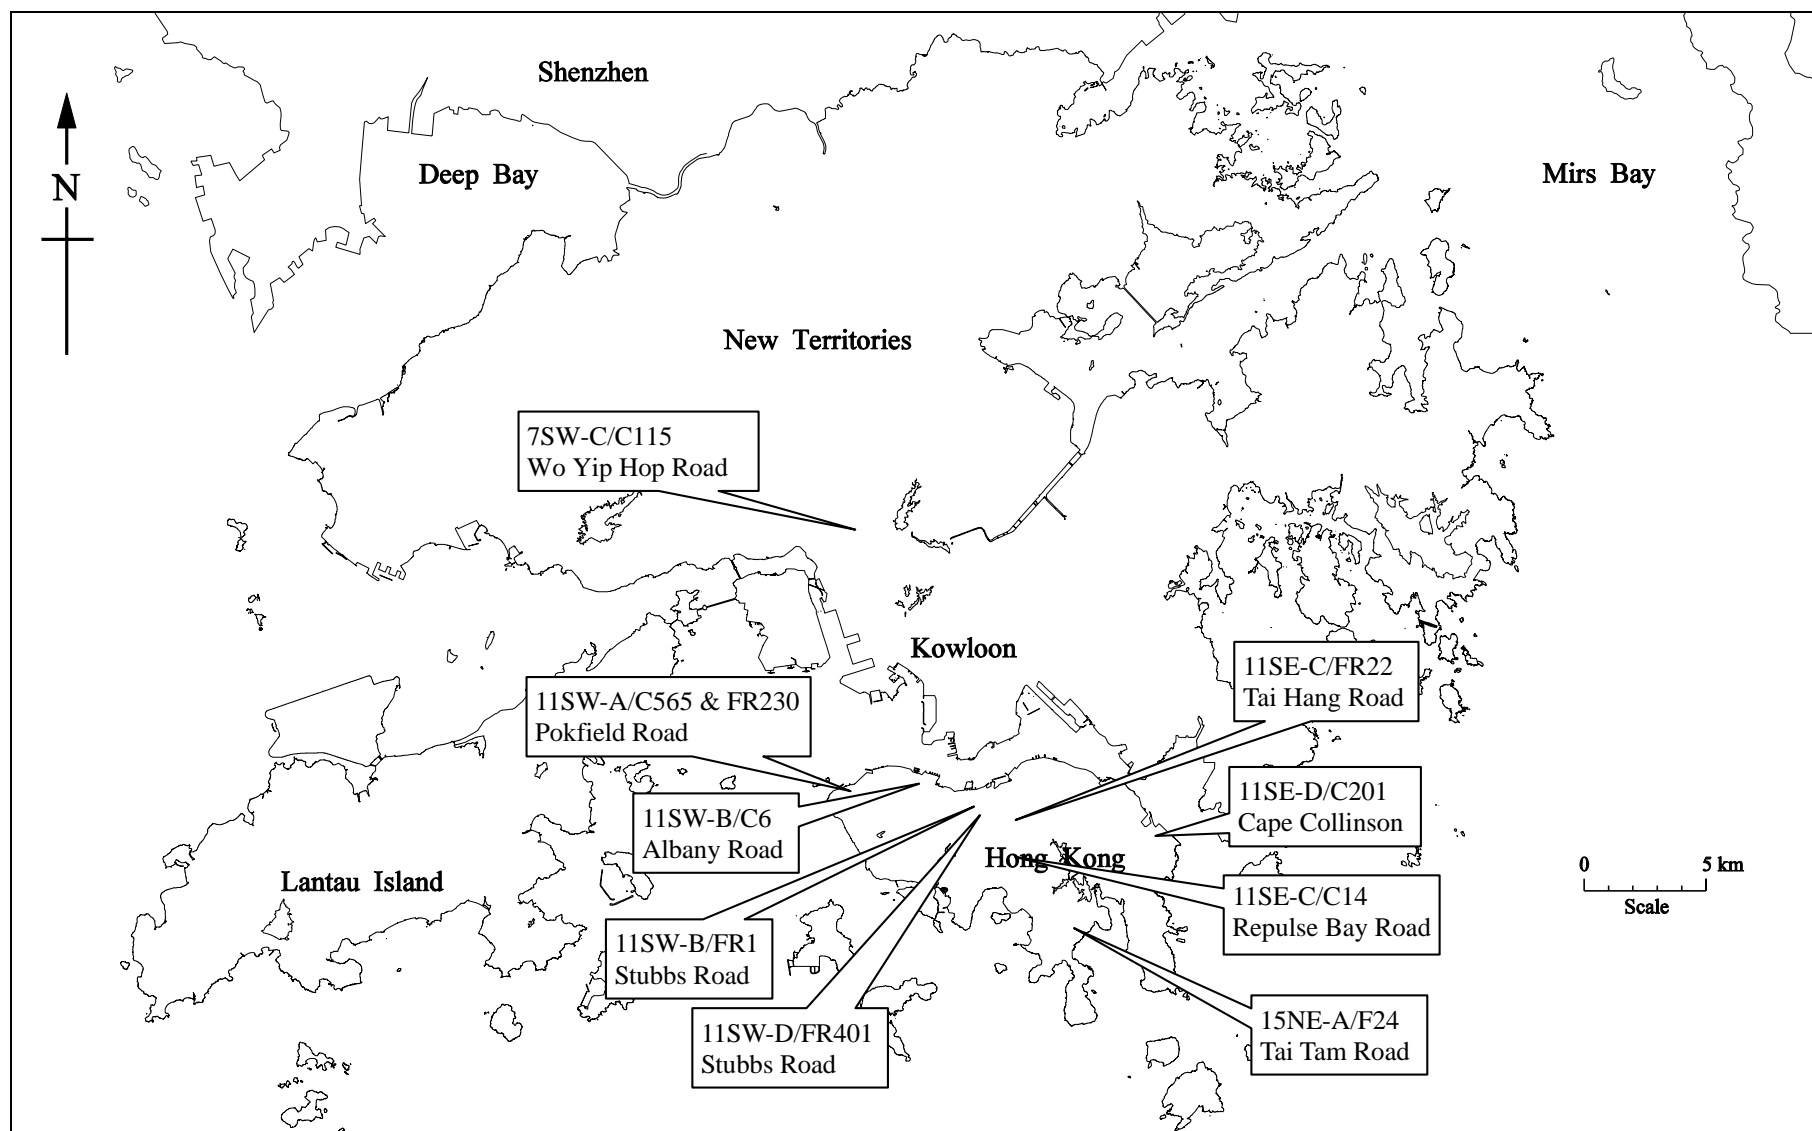 Shenzhen
N
Deep Bay
Mirs Bay
New Territories
7SW-C/C115
Wo Yip Hop Road
Kowloon
11SE-C/FR22
Tai Hang Road
11SW-A/C565 & FR230
Pokfield Road
11SE-D/C201
Cape Collinson
11SW-B/C6
Albany Road
Hong Kong
0 5 km
Scale
Lantau Island
11SE-C/C14
Repulse Bay Road
11SW-B/FR1
Stubbs Road
11SW-D/FR401
Stubbs Road
15NE-A/F24
Tai Tam Road